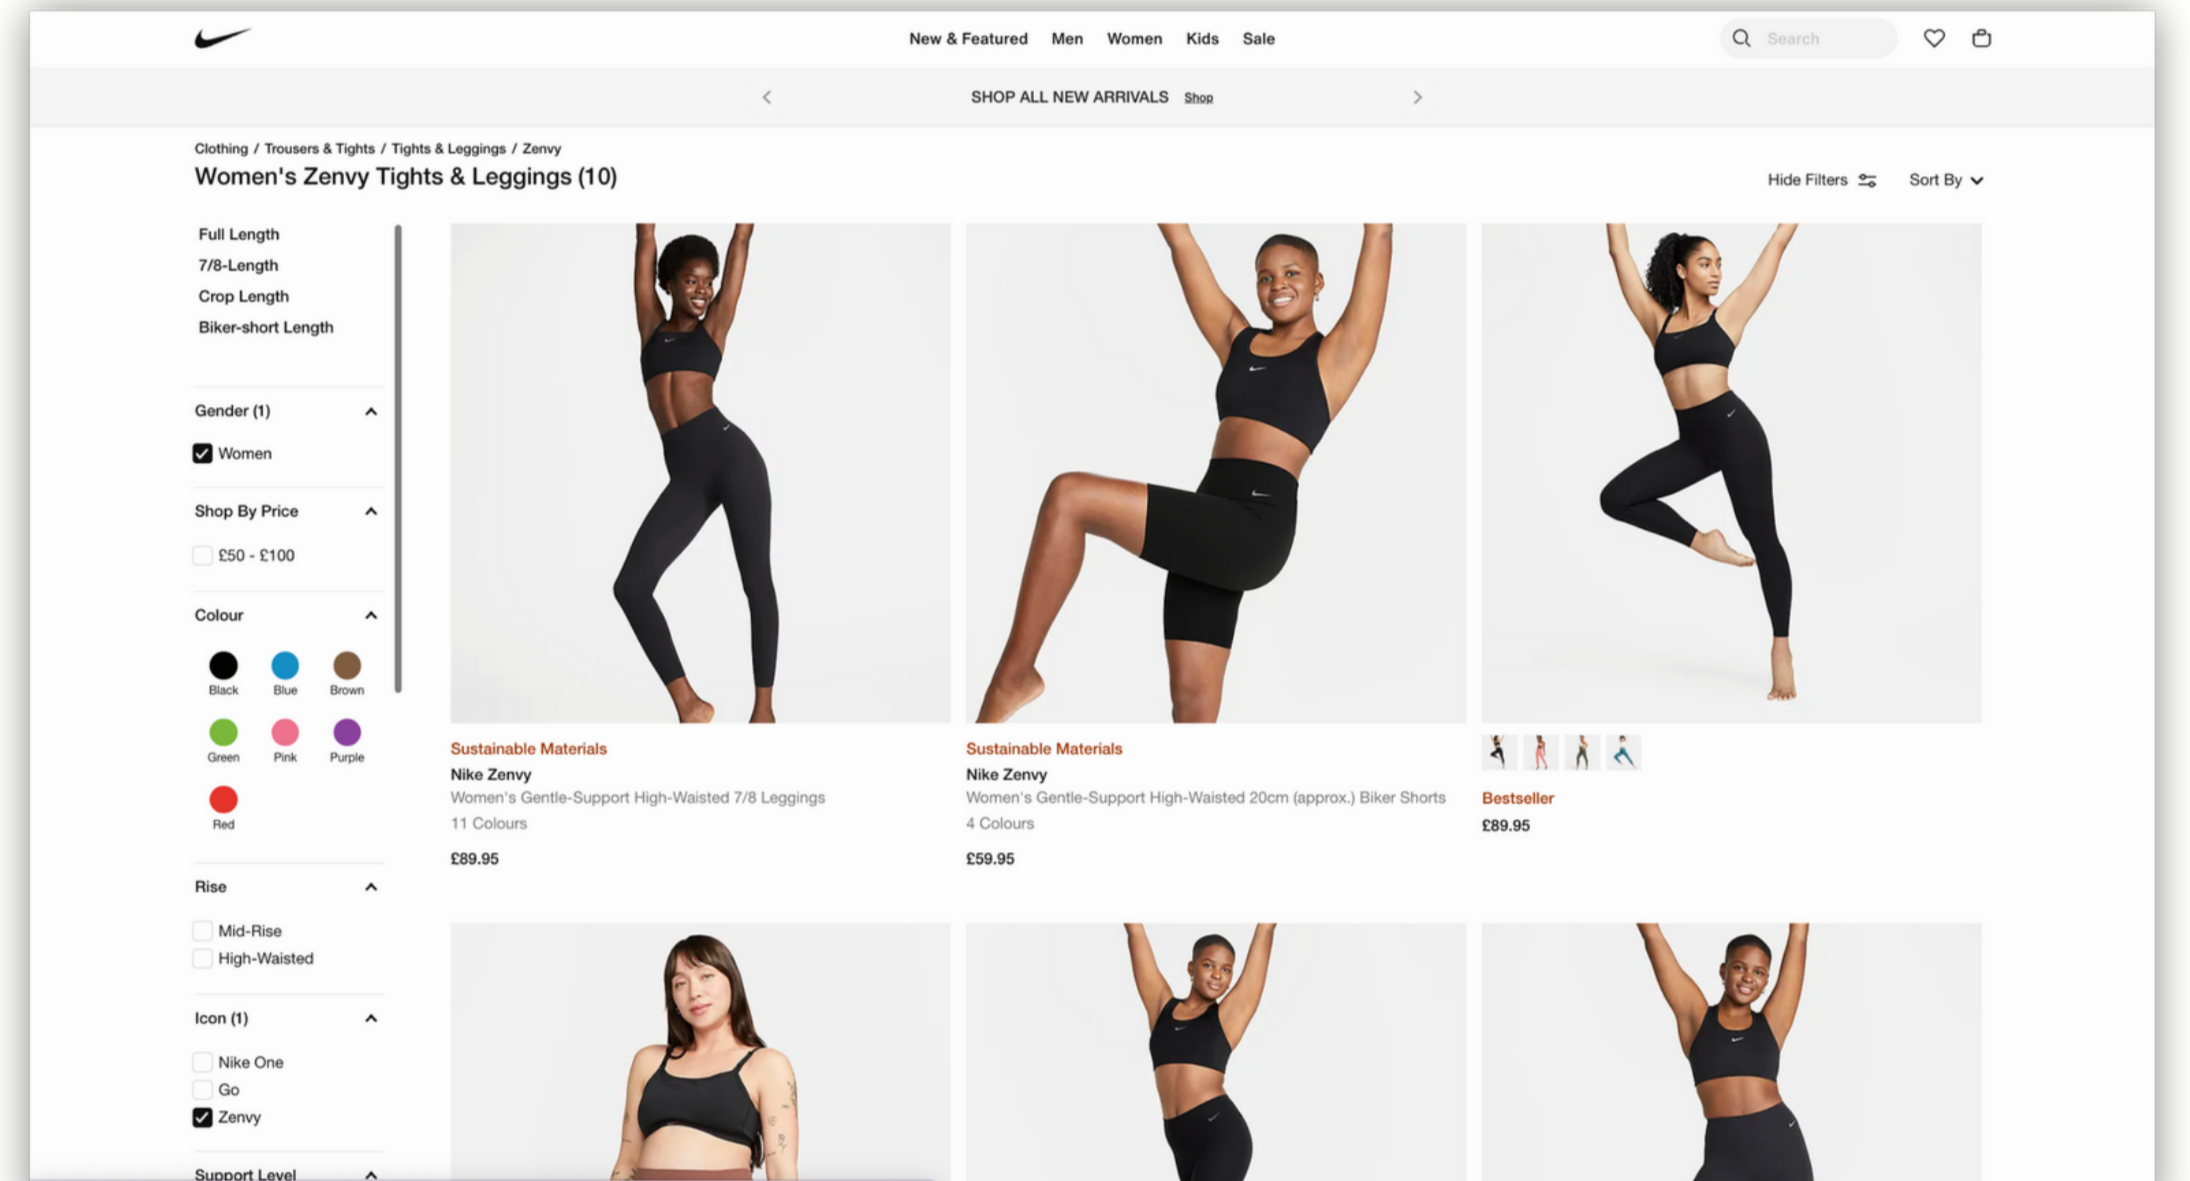 New & Featured Men Women Kids Sale
Search
SHOP ALL NEW ARRIVALS Shop
Clothing / Trousers & Tights / Tights & Leggings / Zenvy
Women's Zenvy Tights & Leggings (10)
Hide Filters
Sort By
Full Length
7/8-Length
Crop Length
Biker-short Length
Gender (1)
Women
Shop By Price
£50 - £100
Colour
Black Blue Brown
Green Pink Purple
Red
Rise
Mid-Rise
High-Waisted
Icon (1)
Nike One
Go
Zenvy
Support Level
Sustainable Materials
Nike Zenvy
Women's Gentle-Support High-Waisted 7/8 Leggings
11 Colours
£89.95
Sustainable Materials
Nike Zenvy
Women's Gentle-Support High-Waisted 20cm (approx.) Biker Shorts
4 Colours
£59.95
Bestseller
£89.95